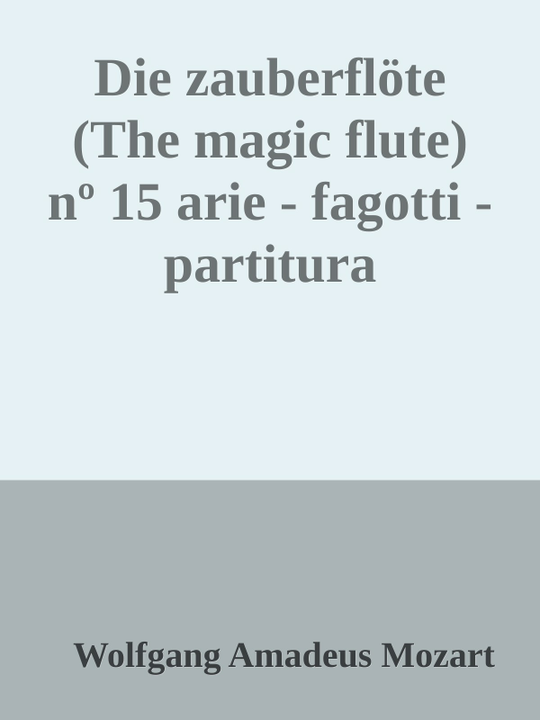 Die zauberflöte
(The magic flute)
nº 15 arie - fagotti -
partitura
Wolfgang Amadeus Mozart